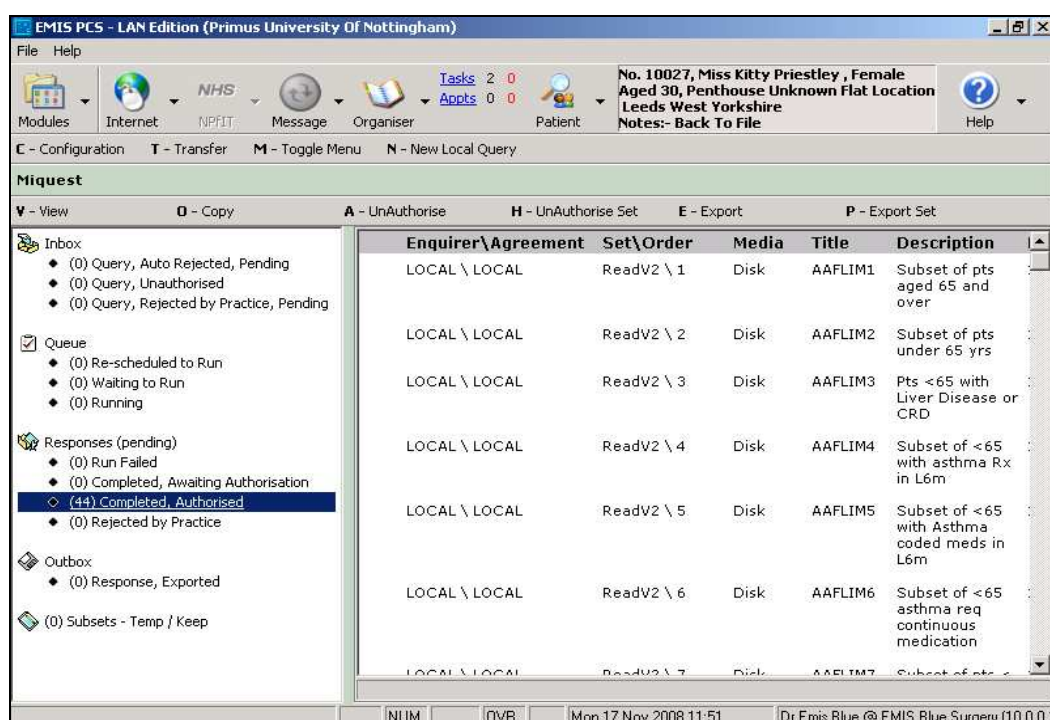 EMIS PCS - LAN Edition (Primus University Of Nottingham)
File Help
Modules
Internet
NHS
NPfIT
Message
Organiser
Tasks 2 0
Appts 0 0
Patient
No. 10027, Miss Kitty Priestley , Female
Aged 30, Penthouse Unknown Flat Location
Leeds West Yorkshire
Notes:- Back To File
Help
C - Configuration T - Transfer M - Toggle Menu N - New Local Query
Miquest
V - View O - Copy A - UnAuthorise H - UnAuthorise Set E - Export P - Export Set
Inbox
(0) Query, Auto Rejected, Pending
(0) Query, Unauthorised
(0) Query, Rejected by Practice, Pending
Queue
(0) Re-scheduled to Run
(0) Waiting to Run
(0) Running
Responses (pending)
(0) Run Failed
(0) Completed, Awaiting Authorisation
(44) Completed, Authorised
(0) Rejected by Practice
Outbox
(0) Response, Exported
(0) Subsets - Temp / Keep
Enquirer\Agreement Set\Order Media Title Description
LOCAL \ LOCAL ReadV2 \ 1 Disk AAFLIM1 Subset of pts
aged 65 and
over
LOCAL \ LOCAL ReadV2 \ 2 Disk AAFLIM2 Subset of pts
under 65 yrs
LOCAL \ LOCAL ReadV2 \ 3 Disk AAFLIM3 Pts <65 with
Liver Disease or
CRD
LOCAL \ LOCAL ReadV2 \ 4 Disk AAFLIM4 Subset of <65
with asthma Rx
in L6m
LOCAL \ LOCAL ReadV2 \ 5 Disk AAFLIM5 Subset of <65
with Asthma
coded meds in
L6m
LOCAL \ LOCAL ReadV2 \ 6 Disk AAFLIM6 Subset of <65
asthma req
continuous
medication
LOCAL \ LOCAL ReadV2 \ 7 Disk AAFLIM7 Subset of pts <
NUM OVR Mon 17 Nov 2008 11:51 Dr Emis Blue @ EMIS Blue Surgery (10.0.0